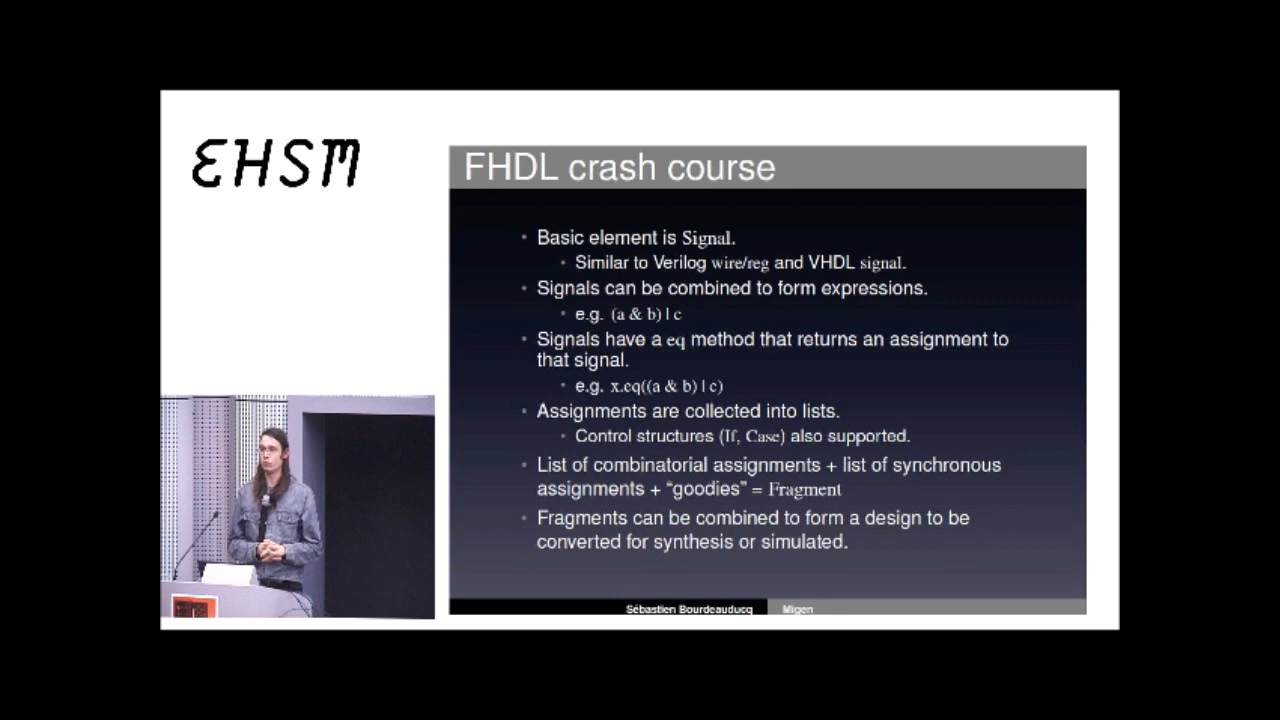 EHSM
FHDL crash course
• Basic element is Signal.
• Similar to Verilog wire/reg and VHDL signal.
• Signals can be combined to form expressions.
• e.g. (a & b) | c
• Signals have a eq method that returns an assignment to
that signal.
• e.g. x.eq((a & b) | c)
• Assignments are collected into lists.
• Control structures (If, Case) also supported.
• List of combinatorial assignments + list of synchronous
assignments + “goodies” = Fragment
• Fragments can be combined to form a design to be
converted for synthesis or simulated.
Sébastien Bourdeauducq Migen